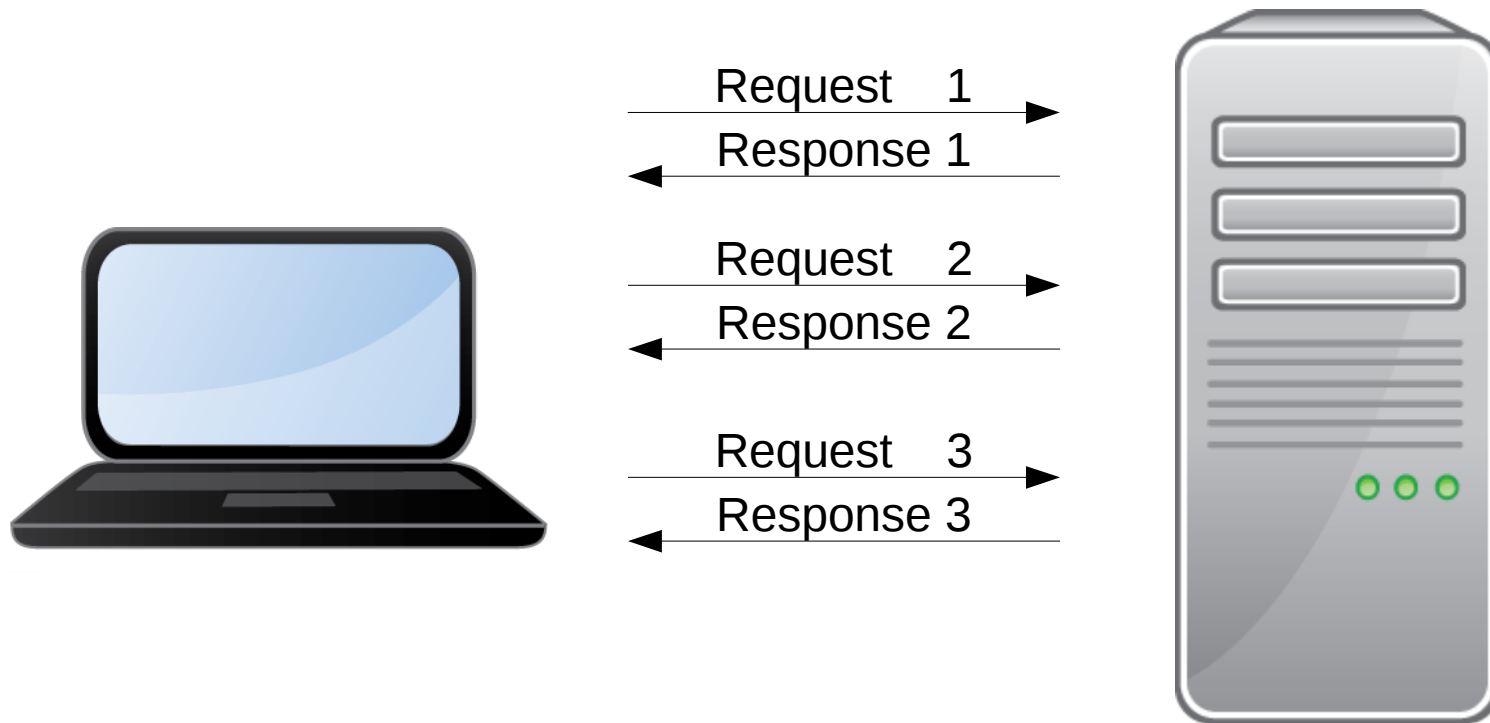 Request 1
Response 1
Request 2
Response 2
Request 3
Response 3